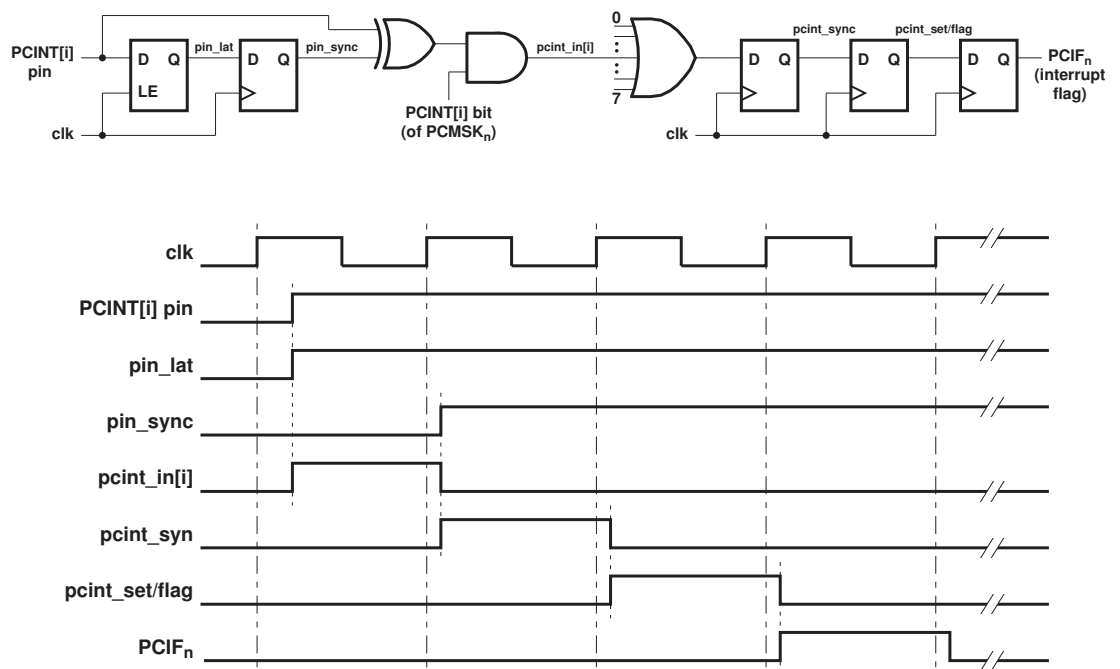 PCINT[i]
pin
clk
D Q
LE
pin_lat
D Q
pin_sync
PCINT[i] bit
(of PCMSKn)
pcint_in[i]
0
7
clk
D Q
pcint_sync
D Q
pcint_set/flag
D Q
PCIFn
(interrupt
flag)
clk
PCINT[i] pin
pin_lat
pin_sync
pcint_in[i]
pcint_syn
pcint_set/flag
PCIFn